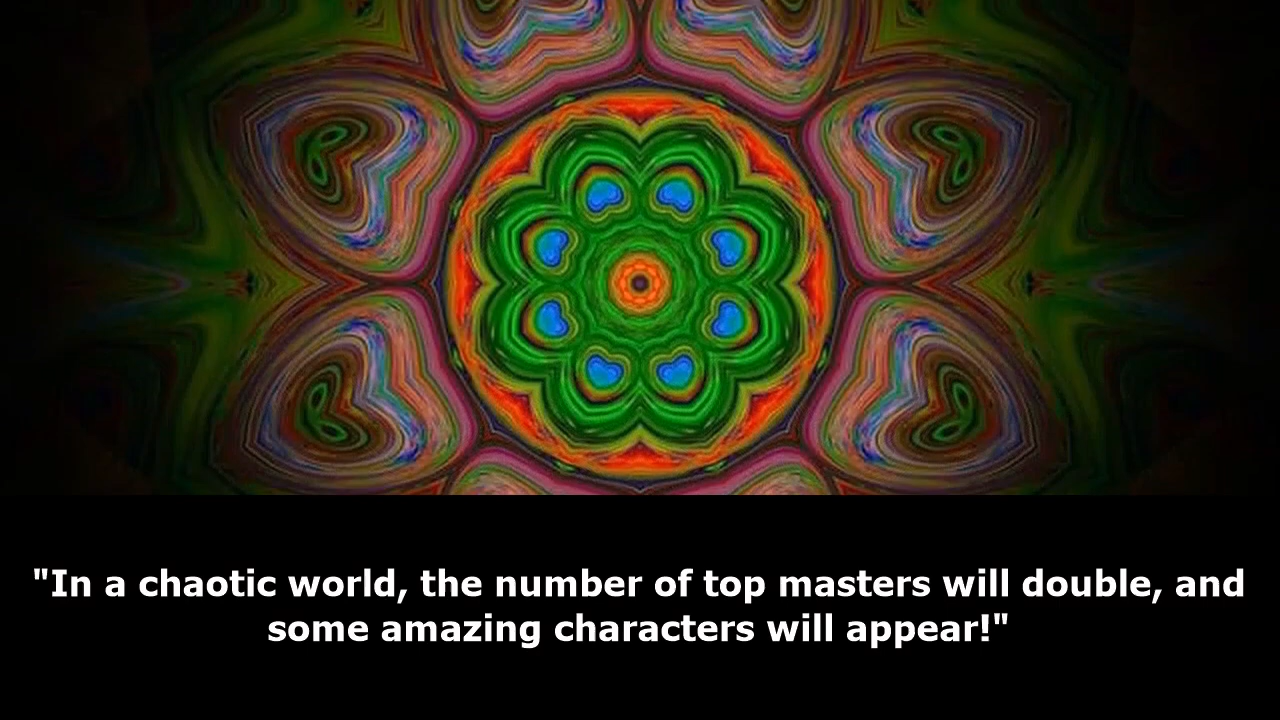 "In a chaotic world, the number of top masters will double, and
some amazing characters will appear!"